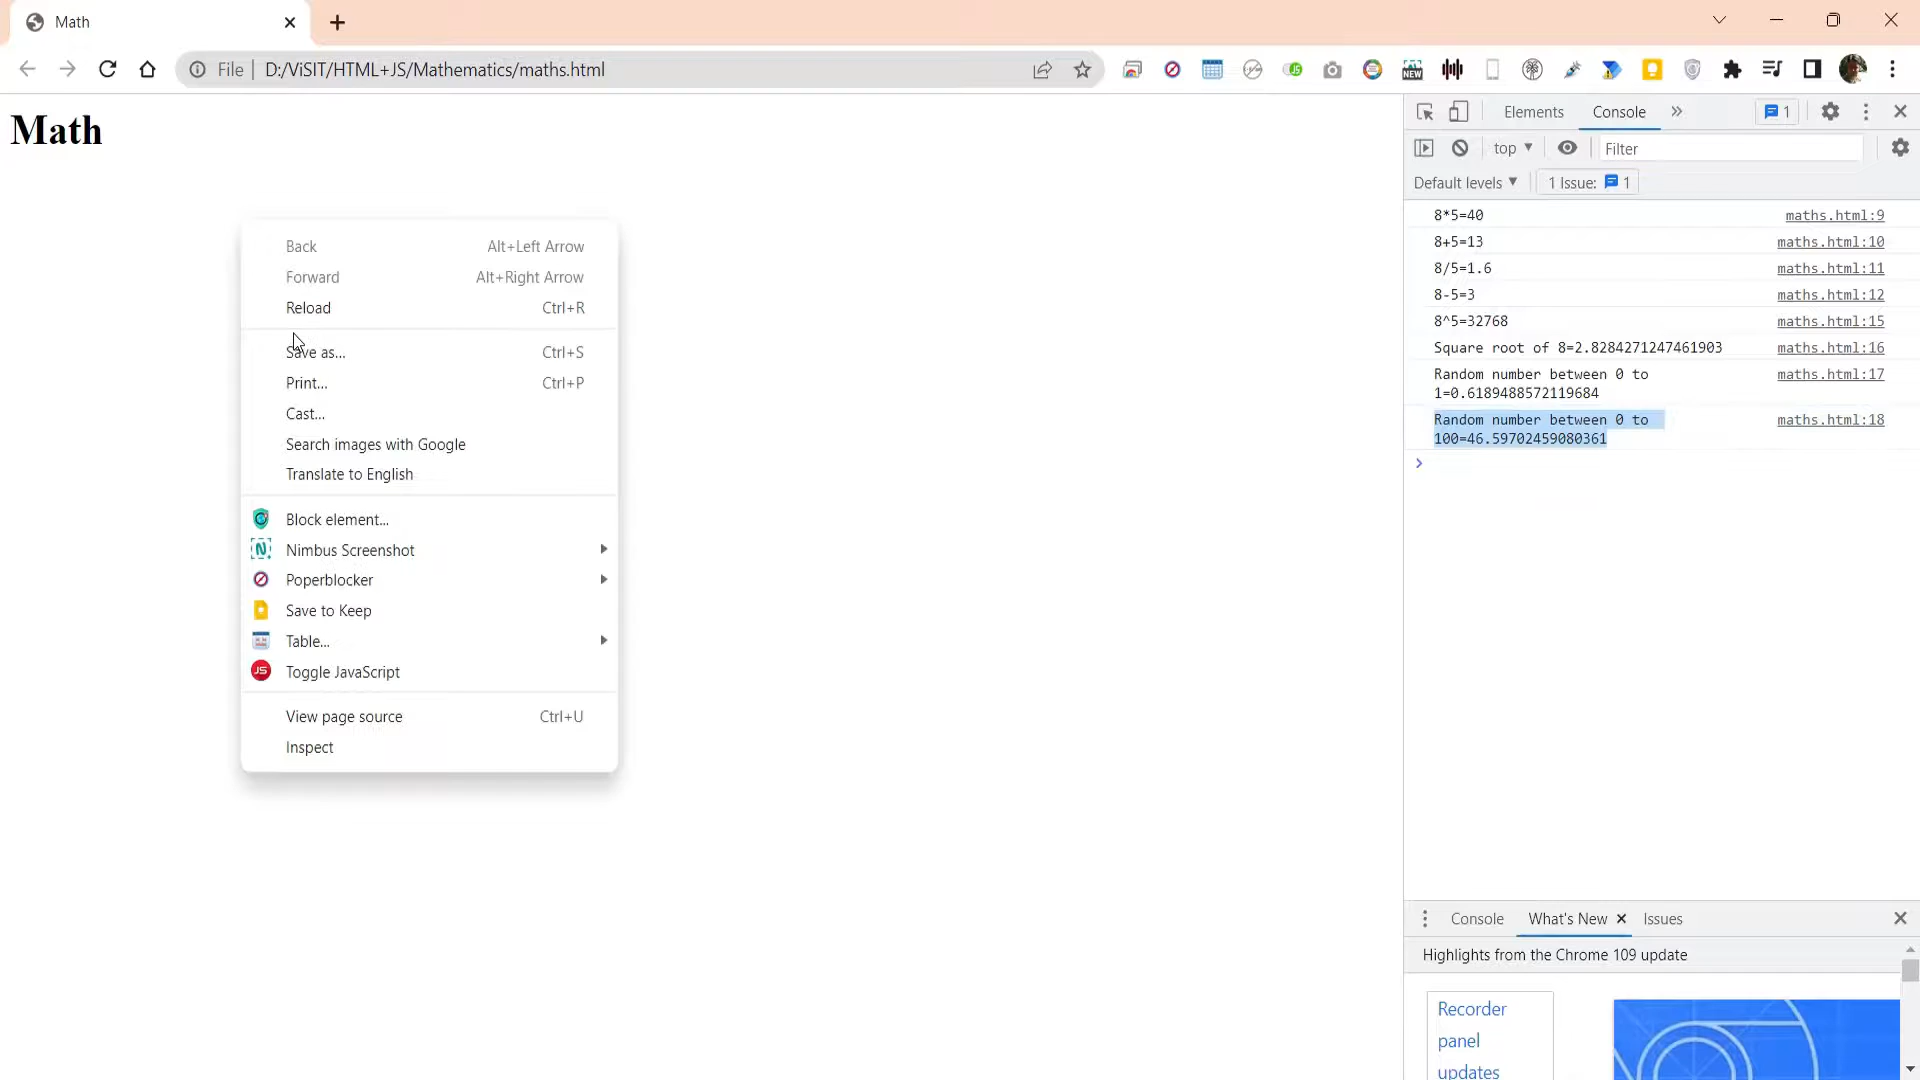 Math
File D:/ViSIT/HTML+JS/Mathematics/maths.html
NEW
Math
Back Alt+Left Arrow
Forward Alt+Right Arrow
Reload Ctrl+R
Save as... Ctrl+S
Print... Ctrl+P
Cast...
Search images with Google
Translate to English
Block element...
Nimbus Screenshot
Poperblocker
Save to Keep
Table...
JS Toggle JavaScript
View page source Ctrl+U
Inspect
Elements Console 1
top Filter
Default levels 1 Issue: 1
8*5=40 maths.html:9
8+5=13 maths.html:10
8/5=1.6 maths.html:11
8-5=3 maths.html:12
8^5=32768 maths.html:15
Square root of 8=2.8284271247461903 maths.html:16
Random number between 0 to maths.html:17
1=0.6189488572119684
Random number between 0 to maths.html:18
100=46.59702459080361
Console What's New Issues
Highlights from the Chrome 109 update
Recorder
panel
updates